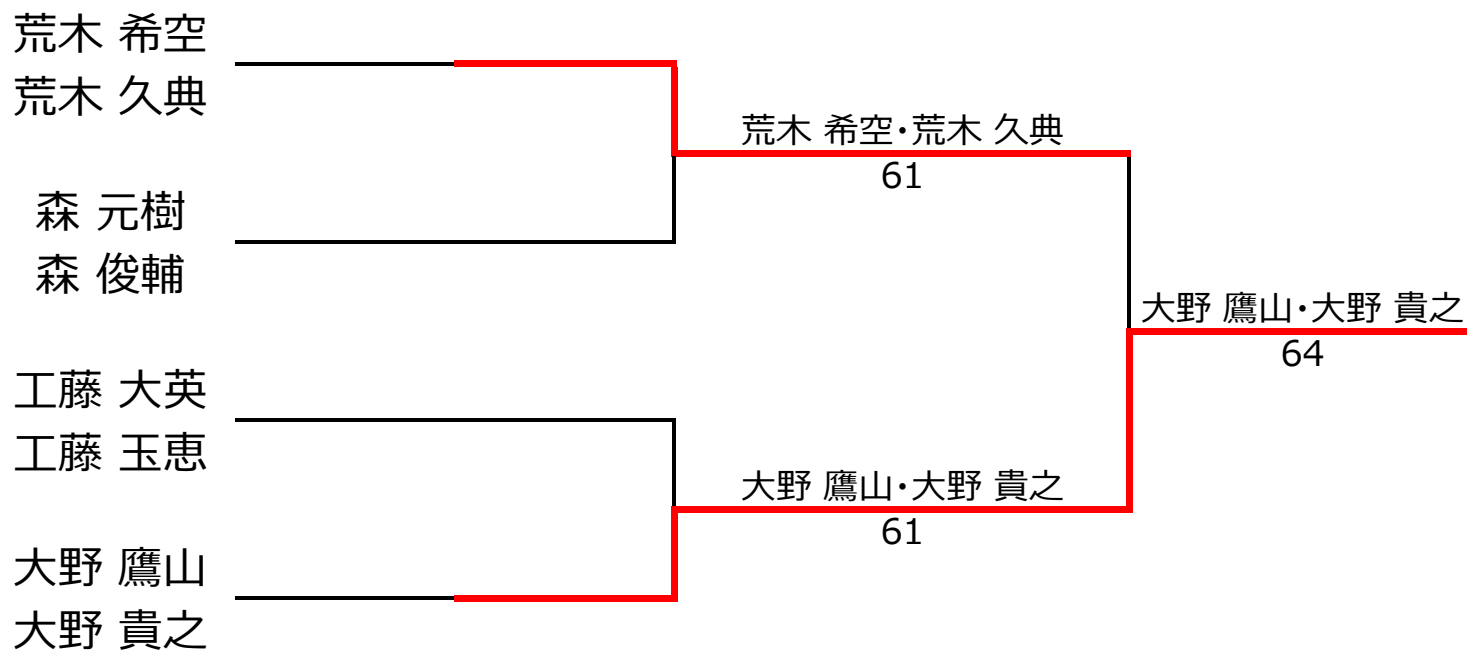 荒木 希空
荒木 久典
荒木 希空・荒木 久典
61
森 元樹
森 俊輔
大野 鷹山・大野 貴之
64
工藤 大英
工藤 玉恵
大野 鷹山・大野 貴之
61
大野 鷹山
大野 貴之